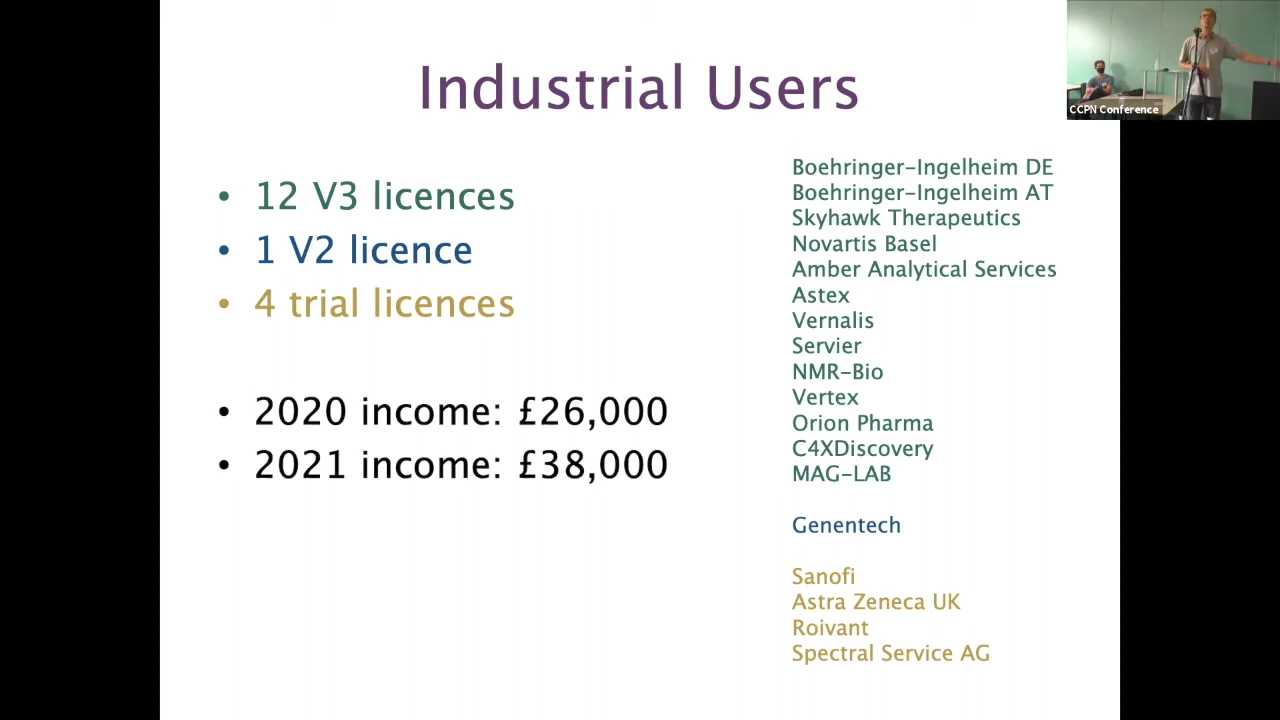 Industrial Users
• 12 V3 licences
• 1 V2 licence
• 4 trial licences
• 2020 income: £26,000
• 2021 income: £38,000
Boehringer-Ingelheim DE
Boehringer-Ingelheim AT
Skyhawk Therapeutics
Novartis Basel
Amber Analytical Services
Astex
Vernalis
Servier
NMR-Bio
Vertex
Orion Pharma
C4XDiscovery
MAG-LAB
Genentech
Sanofi
Astra Zeneca UK
Roivant
Spectral Service AG
CCPN Conference